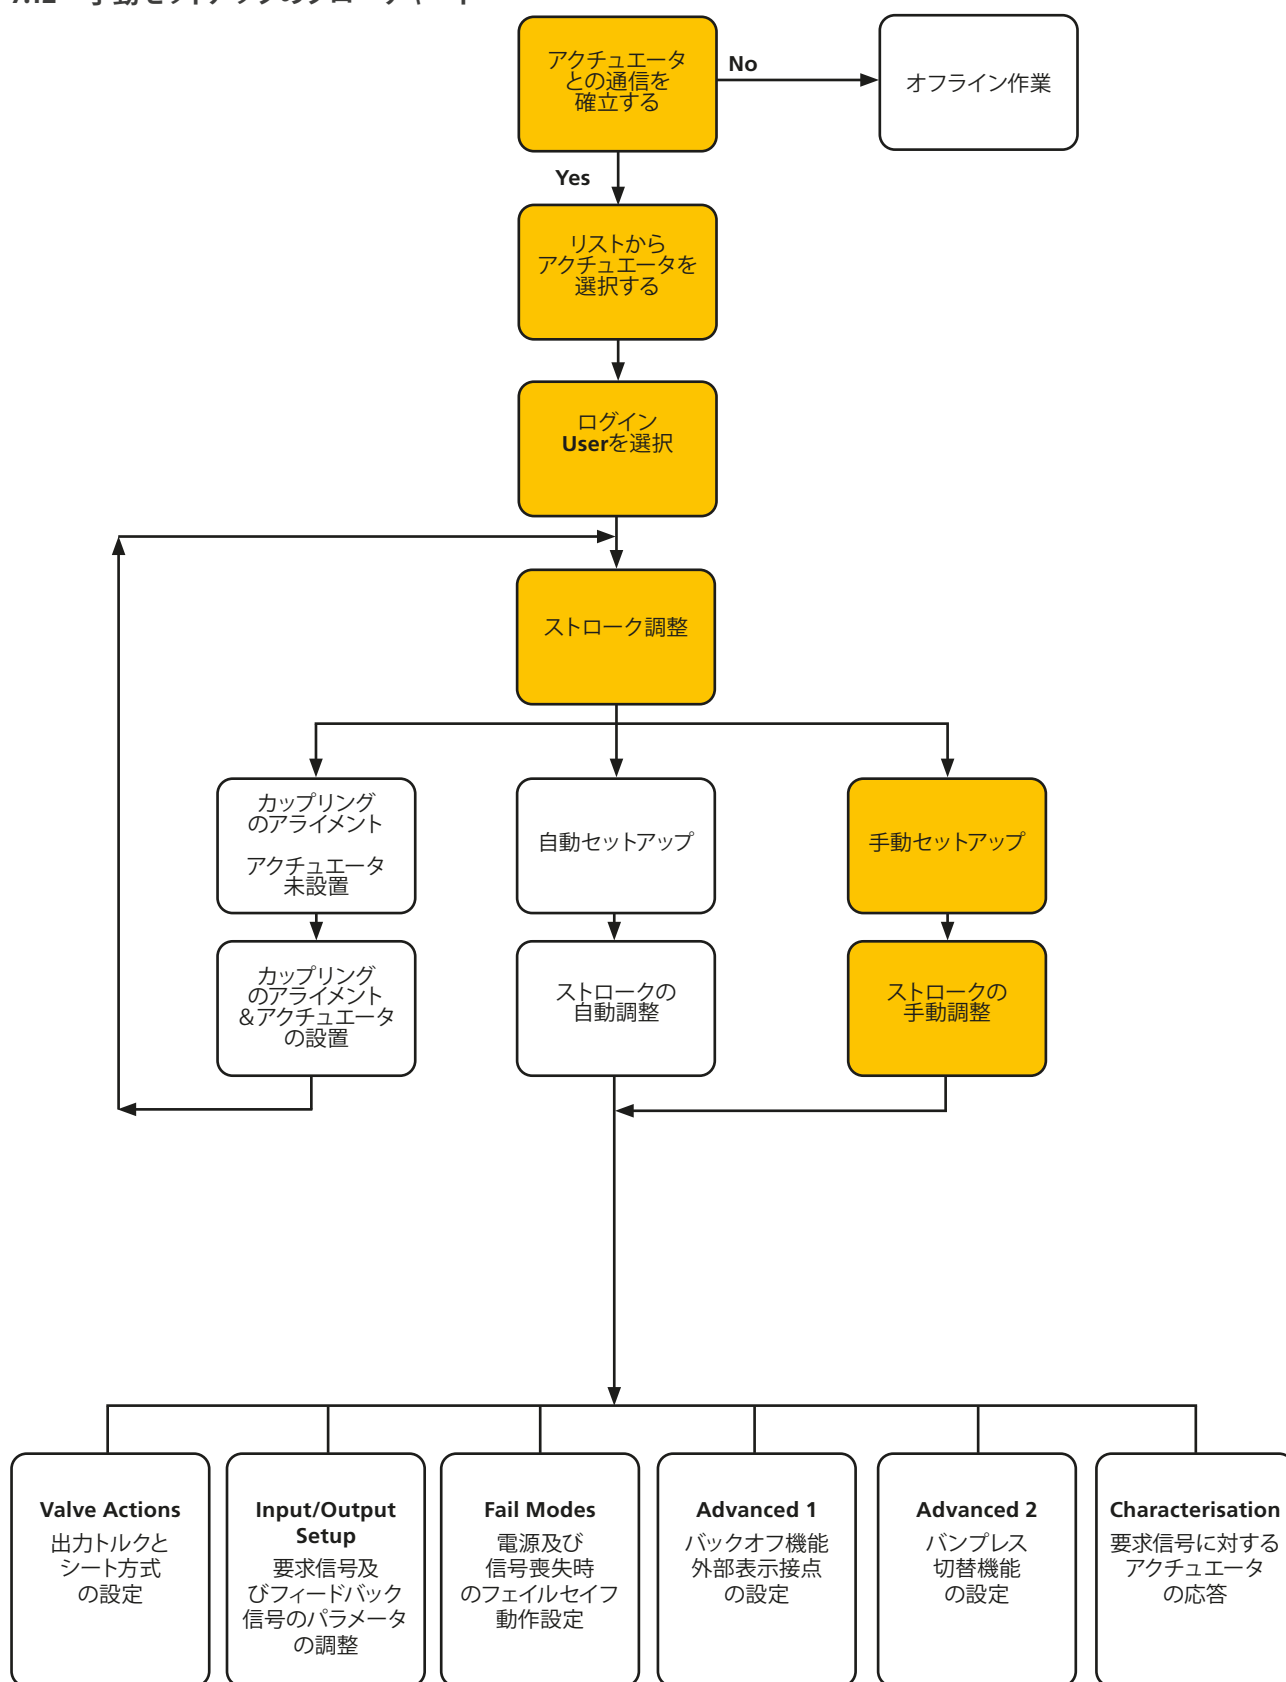 アクチュエータ
との通信を
確立する
No
オフライン作業
Yes
リストから
アクチュエータを
選択する
ログイン
Userを選択
ストローク調整
カップリング
のアライメント
アクチュエータ
未設置
自動セットアップ
手動セットアップ
カップリング
のアライメント
&アクチュエータ
の設置
ストロークの
自動調整
ストロークの
手動調整
Valve Actions
出力トルクと
シート方式
の設定
Input/Output
Setup
要求信号及
びフィードバック
信号のパラメータ
の調整
Fail Modes
電源及び
信号喪失時
のフェイルセイフ
動作設定
Advanced 1
バックオフ機能
外部表示接点
の設定
Advanced 2
バンプレス
切替機能
の設定
Characterisation
要求信号に対する
アクチュエータ
の応答